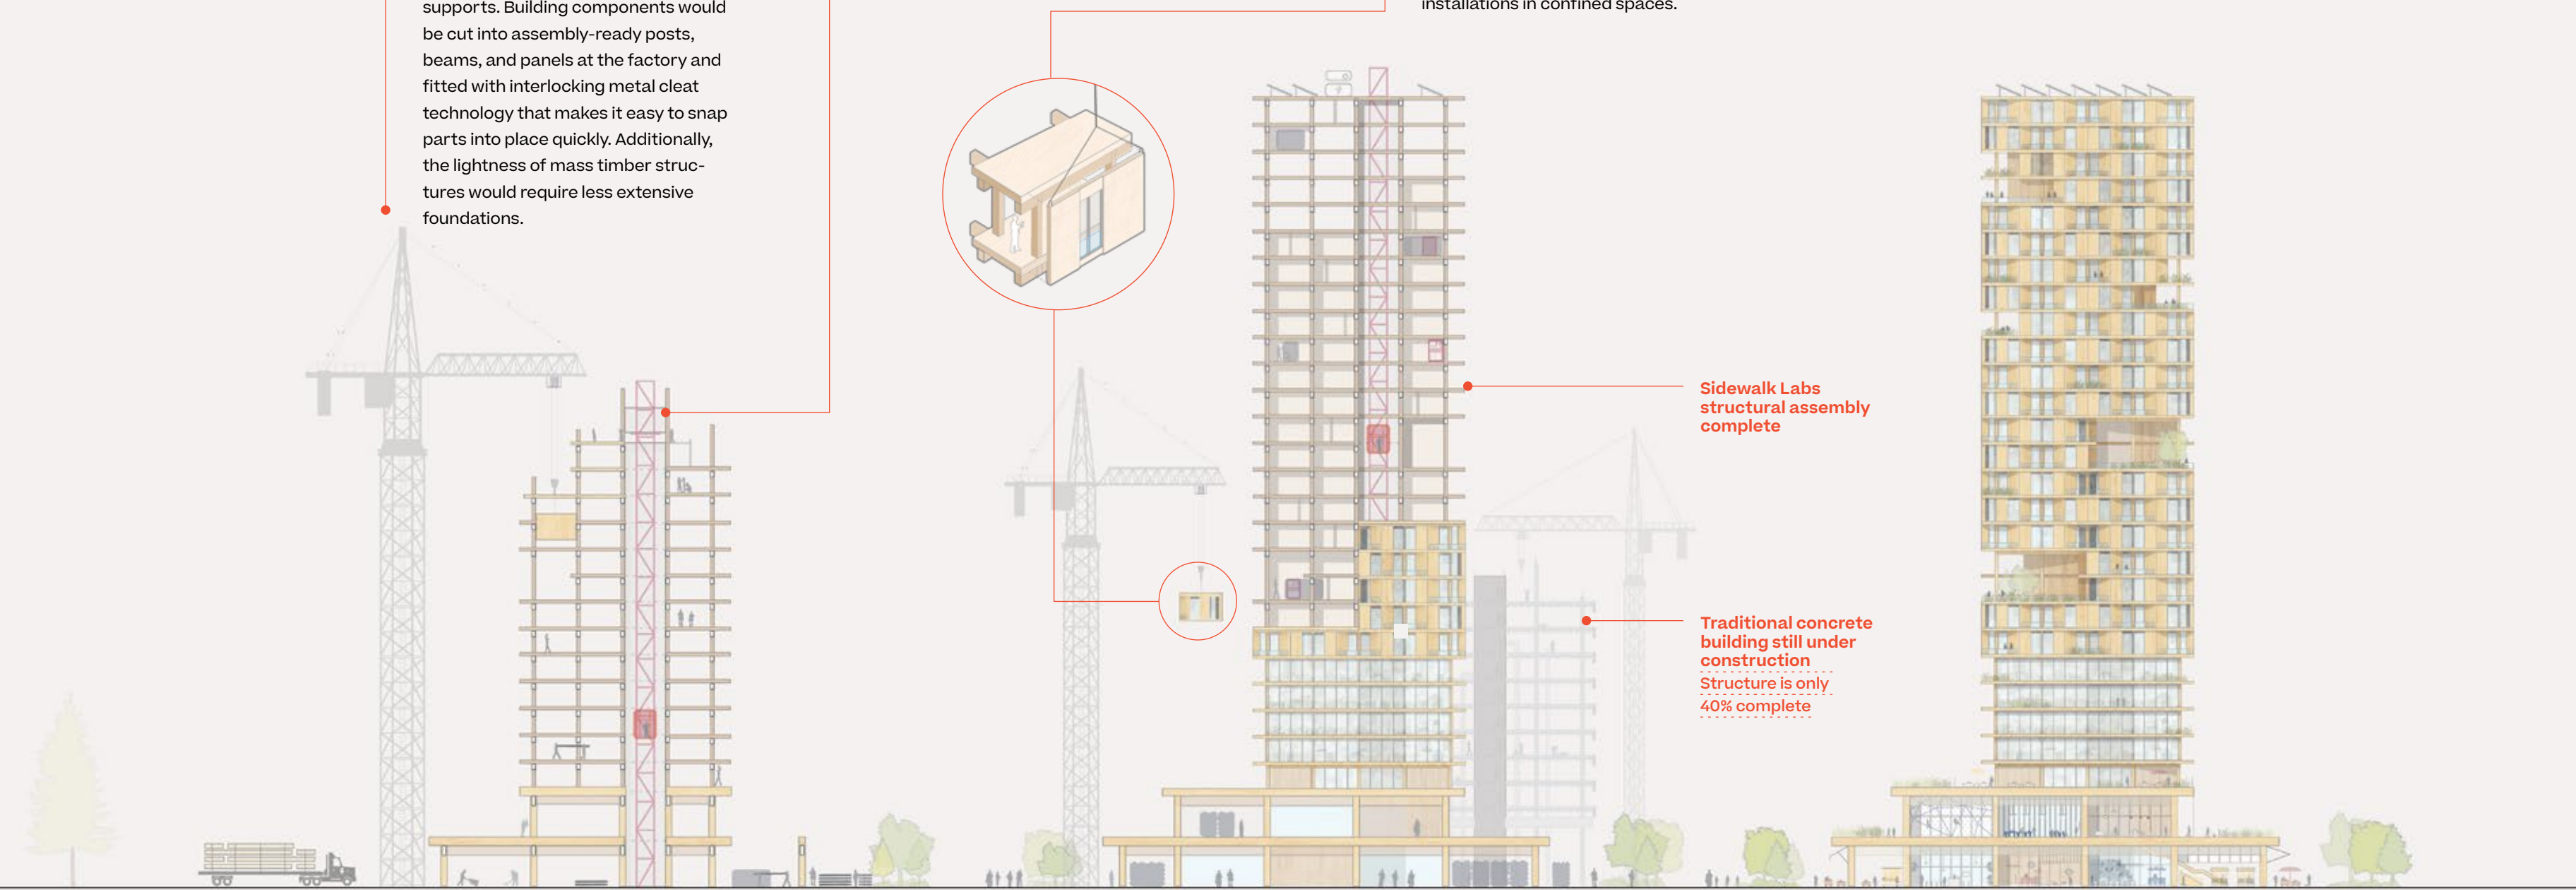 supports. Building components would
be cut into assembly-ready posts,
beams, and panels at the factory and
fitted with interlocking metal cleat
technology that makes it easy to snap
parts into place quickly. Additionally,
the lightness of mass timber struc-
tures would require less extensive
foundations.
installations in confined spaces.
Sidewalk Labs
structural assembly
complete
Traditional concrete
building still under
construction
Structure is only
40% complete